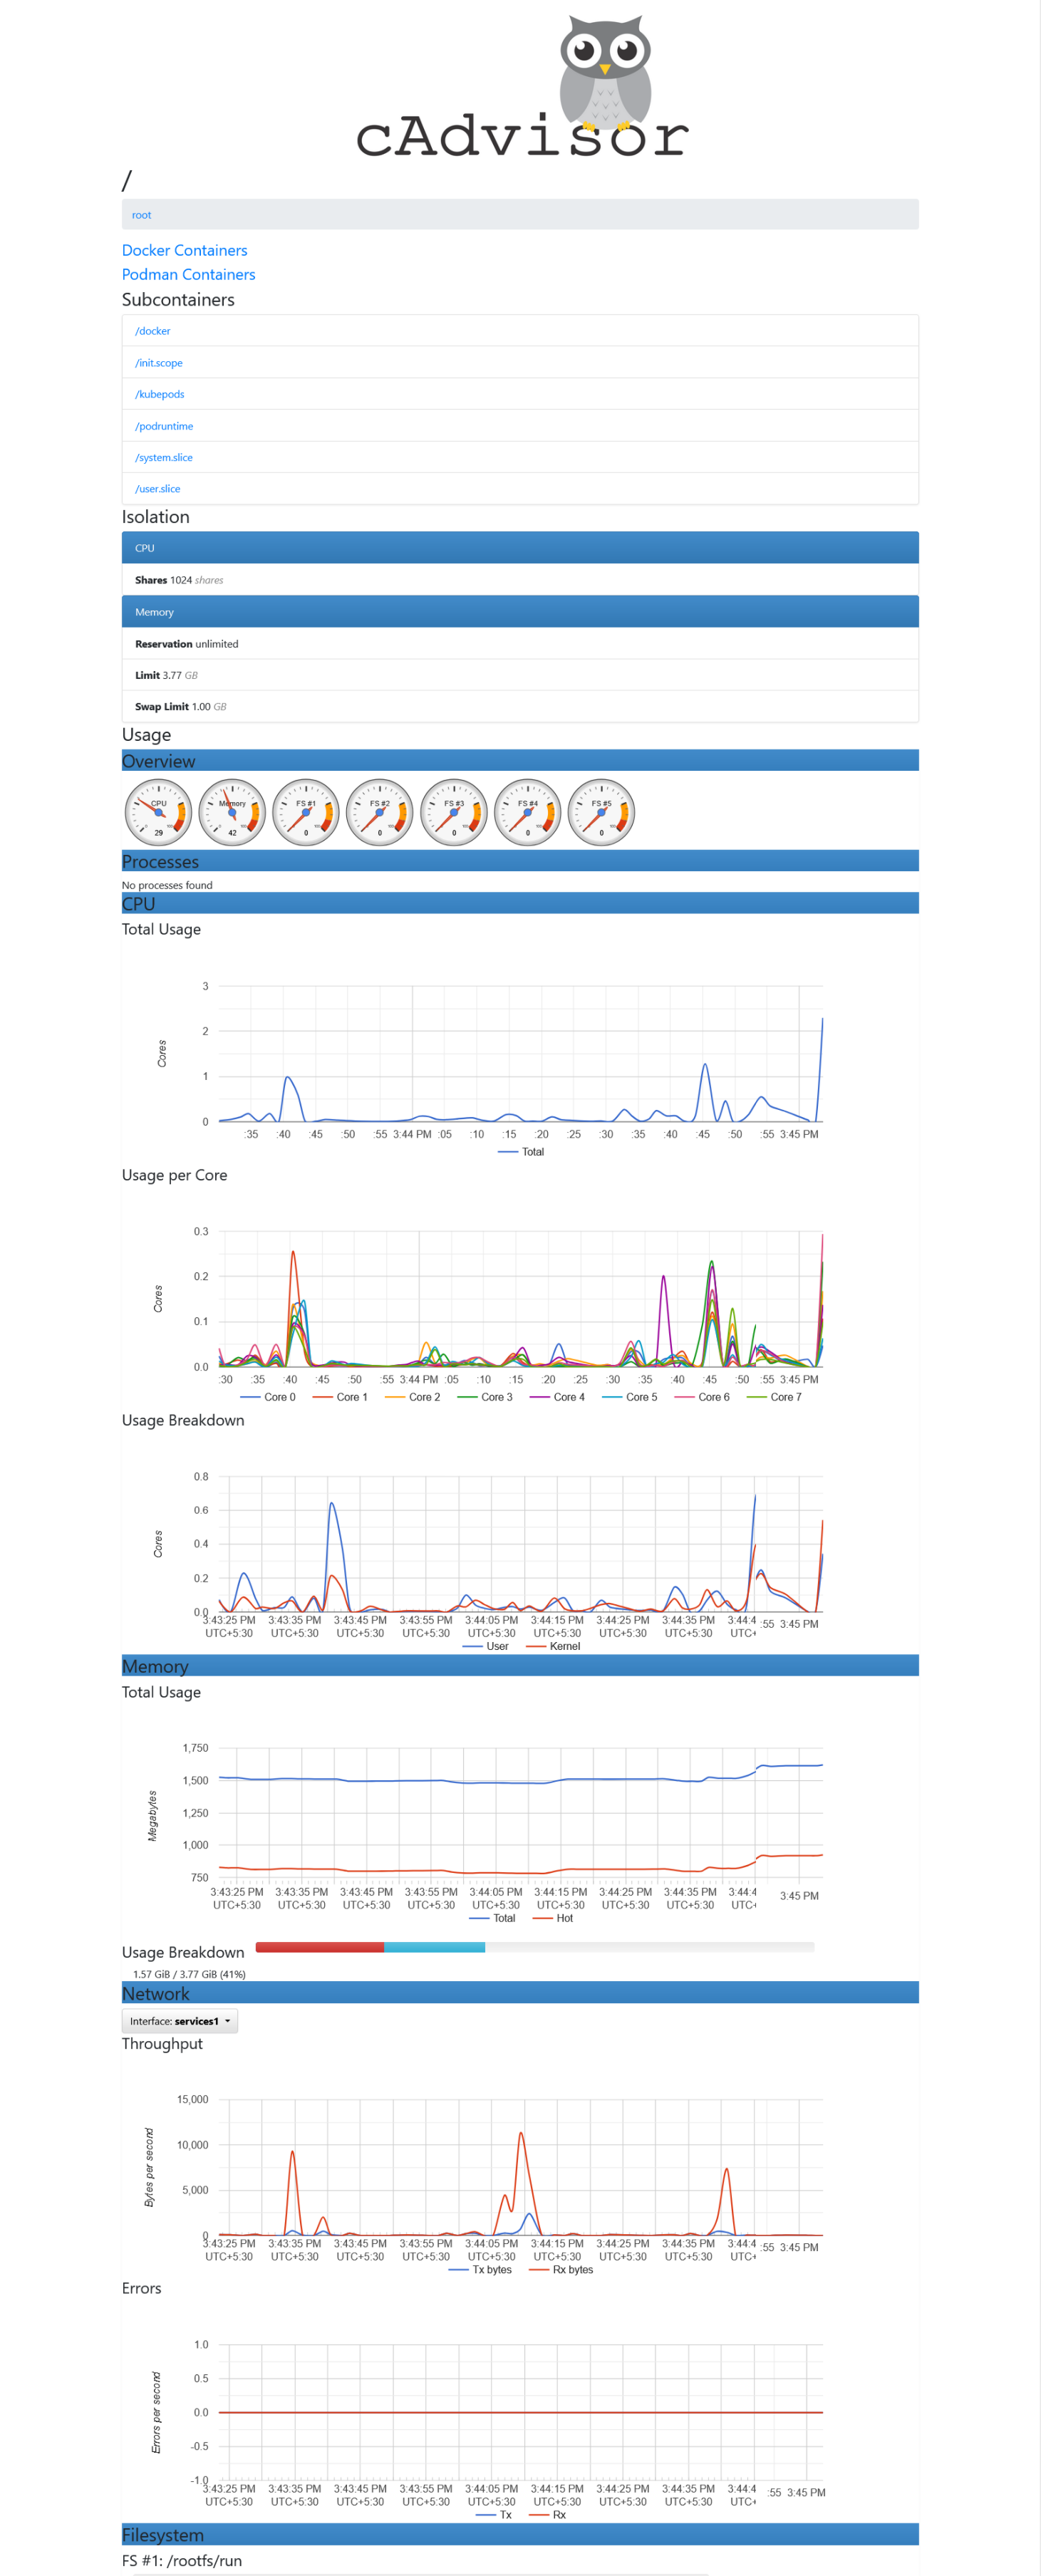 cAdvisor
/
root
Docker Containers
Podman Containers
Subcontainers
/docker
/init.scope
/kubepods
/podruntime
/system.slice
/user.slice
Isolation
CPU
Shares 1024 shares
Memory
Reservation unlimited
Limit 3.77 GB
Swap Limit 1.00 GB
Usage
Overview
CPU Memory FS #1 FS #2 FS #3 FS #4 FS #5
29 42 0 0 0 0 0
Processes
No processes found
CPU
Total Usage
3
2
Cores
1
0
:35 :40 :45 :50 :55 3:44 PM :05 :10 :15 :20 :25 :30 :35 :40 :45 :50 :55 3:45 PM
Total
Usage per Core
0.3
0.2
Cores
0.1
0.0
:30 :35 :40 :45 :50 :55 3:44 PM :05 :10 :15 :20 :25 :30 :35 :40 :45 :50 :55 3:45 PM
Core 0 Core 1 Core 2 Core 3 Core 4 Core 5 Core 6 Core 7
Usage Breakdown
0.8
0.6
Cores
0.4
0.2
0.0
3:43:25 PM 3:43:35 PM 3:43:45 PM 3:43:55 PM 3:44:05 PM 3:44:15 PM 3:44:25 PM 3:44:35 PM 3:44:4 :55 3:45 PM
UTC+5:30 UTC+5:30 UTC+5:30 UTC+5:30 UTC+5:30 UTC+5:30 UTC+5:30 UTC+5:30 UTC+
User Kernel
Memory
Total Usage
1,750
1,500
Megabytes
1,250
1,000
750
3:43:25 PM 3:43:35 PM 3:43:45 PM 3:43:55 PM 3:44:05 PM 3:44:15 PM 3:44:25 PM 3:44:35 PM 3:44:4 3:45 PM
UTC+5:30 UTC+5:30 UTC+5:30 UTC+5:30 UTC+5:30 UTC+5:30 UTC+5:30 UTC+5:30 UTC+
Total Hot
Usage Breakdown
1.57 GiB / 3.77 GiB (41%)
Network
Interface: services1
Throughput
15,000
10,000
Bytes per second
5,000
0
3:43:25 PM 3:43:35 PM 3:43:45 PM 3:43:55 PM 3:44:05 PM 3:44:15 PM 3:44:25 PM 3:44:35 PM 3:44:4 :55 3:45 PM
UTC+5:30 UTC+5:30 UTC+5:30 UTC+5:30 UTC+5:30 UTC+5:30 UTC+5:30 UTC+5:30 UTC+
Tx bytes Rx bytes
Errors
1.0
0.5
Errors per second
0.0
-0.5
-1.0
3:43:25 PM 3:43:35 PM 3:43:45 PM 3:43:55 PM 3:44:05 PM 3:44:15 PM 3:44:25 PM 3:44:35 PM 3:44:4 :55 3:45 PM
UTC+5:30 UTC+5:30 UTC+5:30 UTC+5:30 UTC+5:30 UTC+5:30 UTC+5:30 UTC+5:30 UTC+
Tx Rx
Filesystem
FS #1: /rootfs/run